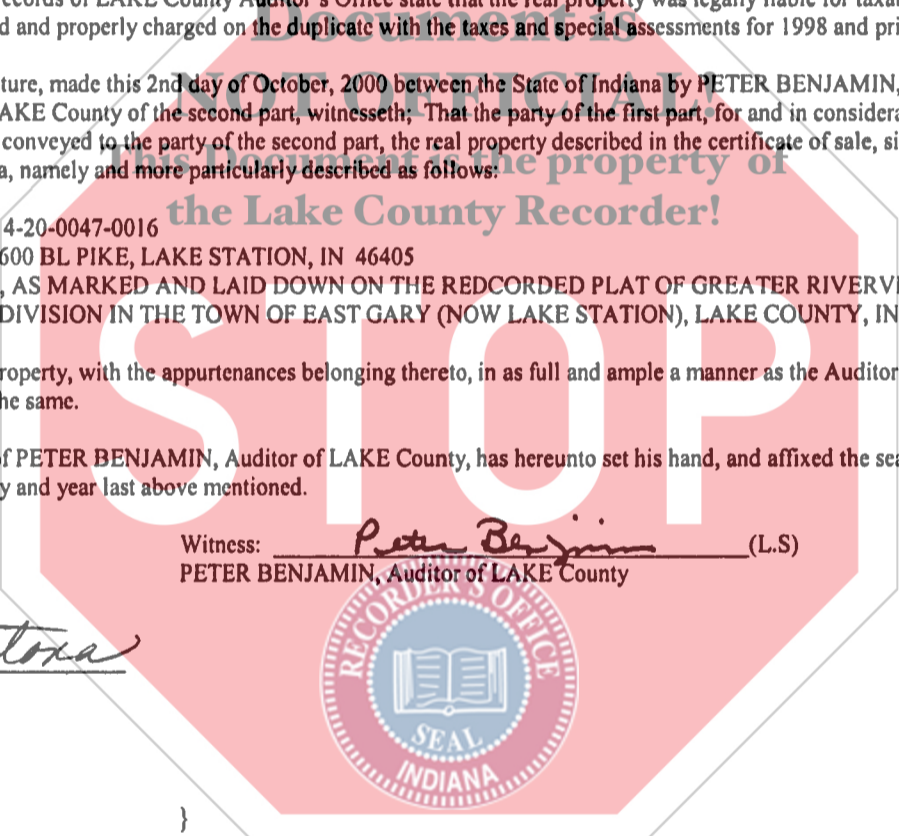 ecords of LAKE County Auditor's Office state that the real property was legally liable for taxat
d and properly charged on the duplicate with the taxes and special assessments for 1998 and pri
Document is
NOT OFFICIAL!
ture, made this 2nd day of October, 2000 between the State of Indiana by PETER BENJAMIN,
AKE County of the second part, witnesseth; That the party of the first part, for and in considera
conveyed to the party of the second part, the real property described in the certificate of sale, si
This Document is the property of
a, namely and more particularly described as follows:
the Lake County Recorder!
4-20-0047-0016
600 BL PIKE, LAKE STATION, IN 46405
, AS MARKED AND LAID DOWN ON THE REDCORDED PLAT OF GREATER RIVERVI
DIVISION IN THE TOWN OF EAST GARY (NOW LAKE STATION), LAKE COUNTY, IN
STOP
roperty, with the appurtenances belonging thereto, in as full and ample a manner as the Auditor
he same.
f PETER BENJAMIN, Auditor of LAKE County, has hereunto set his hand, and affixed the sea
y and year last above mentioned.
Witness: Peter Benjamin (L.S)
PETER BENJAMIN, Auditor of LAKE County
RECORDER'S OFFICE
toxa
SEAL
INDIANA
}